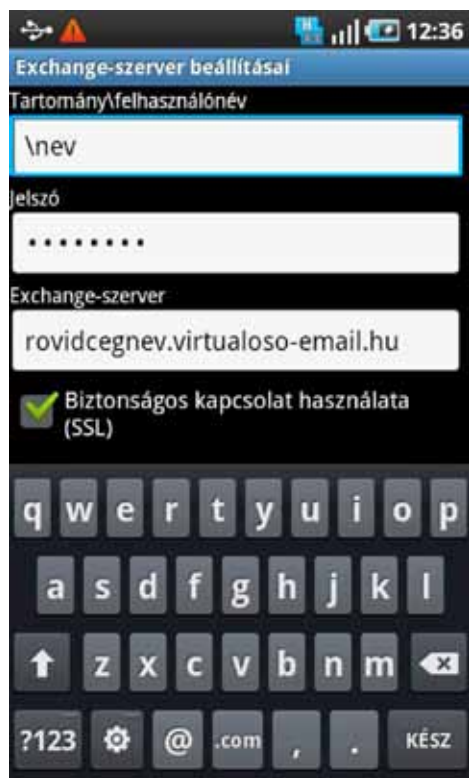 12:36
Exchange-szerver beállításai
Tartomány\felhasználónév
\nev
Jelszó
••••••••
Exchange-szerver
rovidcegnev.virtualoso-email.hu
Biztonságos kapcsolat használata
(SSL)
q w e r t y u i o p
a s d f g h j k l
z x c v b n m
?123 @ .com , . KÉSZ